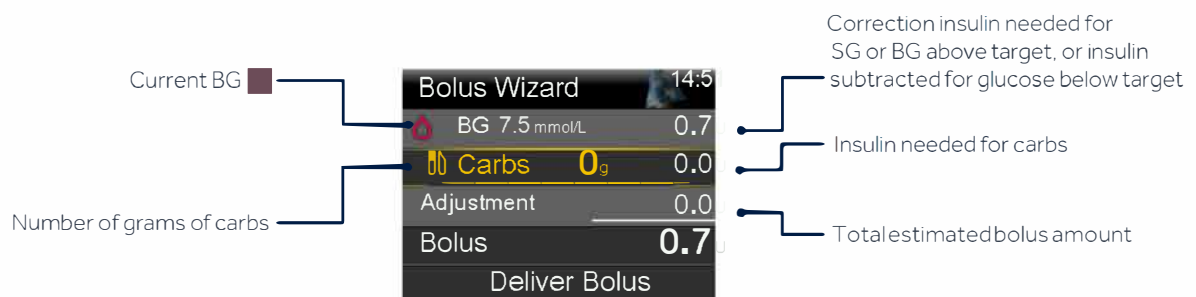 Correction insulin needed for
SG or BG above target, or insulin
subtracted for glucose below target
Current BG
Bolus Wizard 14:5
BG 7.5 mmol/L 0.7
Insulin needed for carbs
Carbs 0g 0.0
Number of grams of carbs
Adjustment 0.0
Total estimated bolus amount
Bolus 0.7
Deliver Bolus